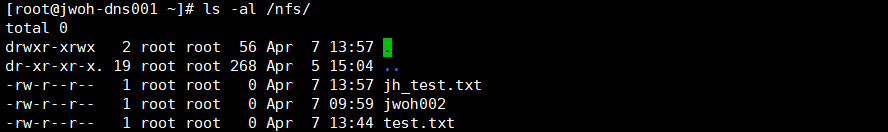 [root@jwoh-dns001 ~]# ls -al /nfs/
total 0
drwxr-xrwx   2 root root  56 Apr  7 13:57 .
dr-xr-xr-x. 19 root root 268 Apr  5 15:04 ..
-rw-r--r--   1 root root   0 Apr  7 13:57 jh_test.txt
-rw-r--r--   1 root root   0 Apr  7 09:59 jwoh002
-rw-r--r--   1 root root   0 Apr  7 13:44 test.txt